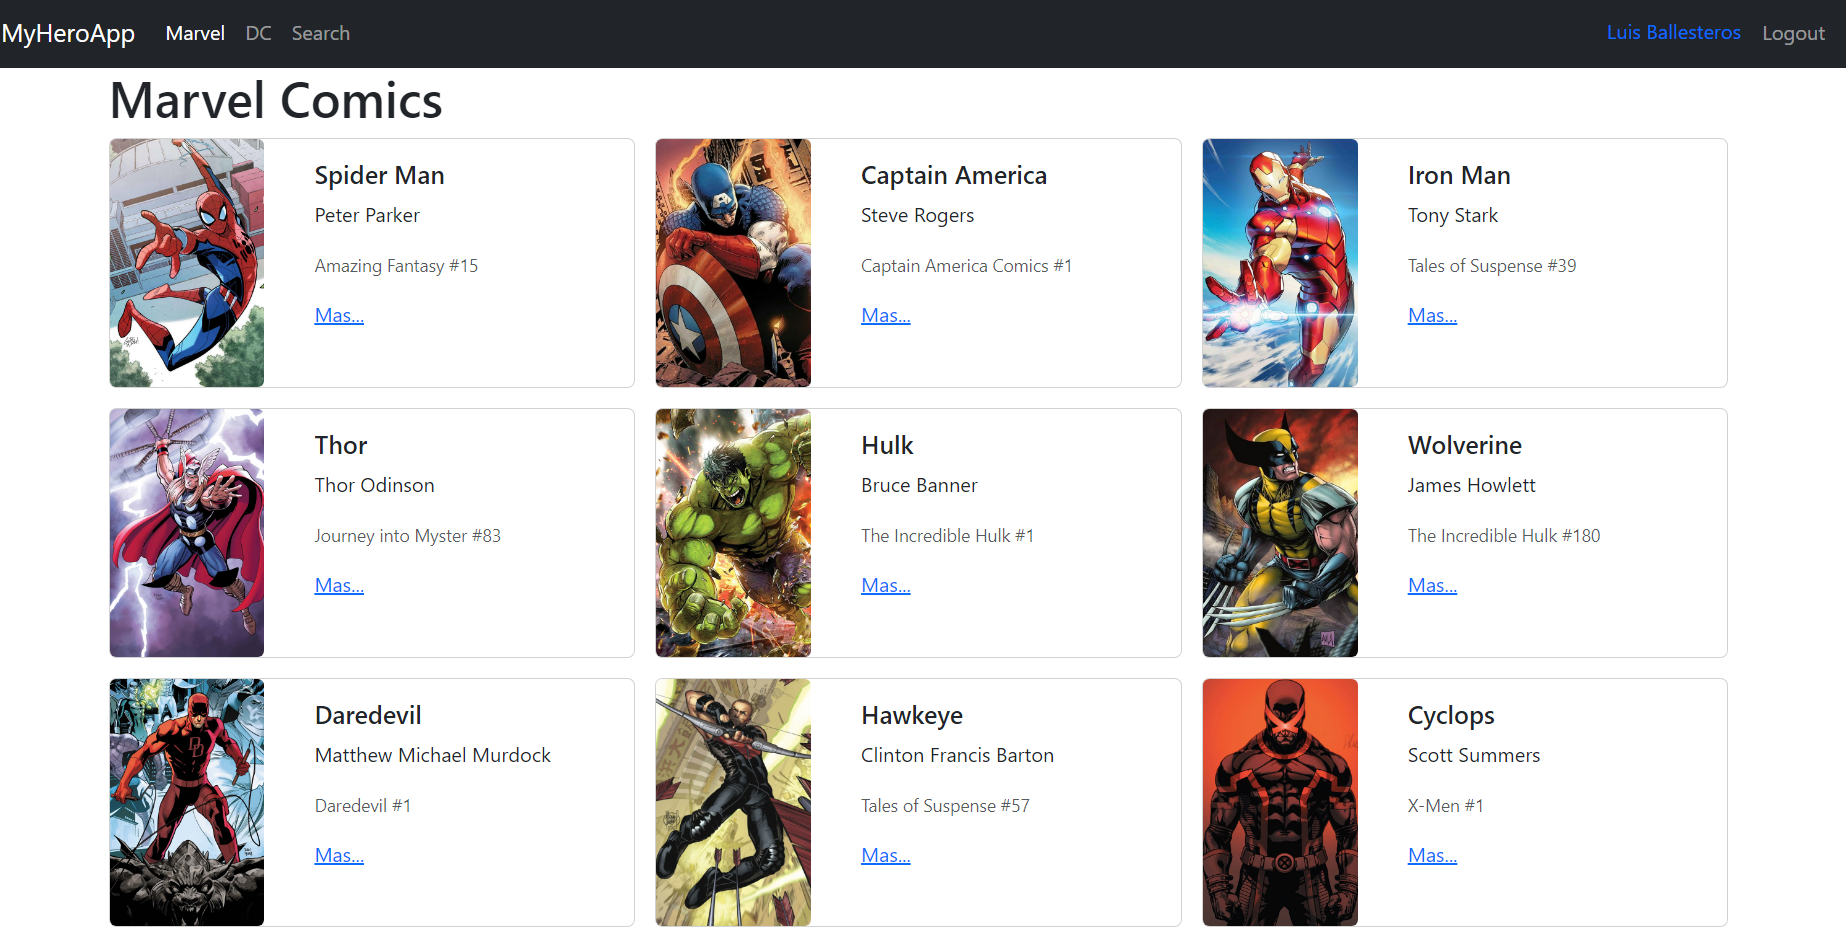 MyHeroApp Marvel DC Search Luis Ballesteros Logout
Marvel Comics
Spider Man
Peter Parker
Amazing Fantasy #15
Mas...
Captain America
Steve Rogers
Captain America Comics #1
Mas...
Iron Man
Tony Stark
Tales of Suspense #39
Mas...
Thor
Thor Odinson
Journey into Myster #83
Mas...
Hulk
Bruce Banner
The Incredible Hulk #1
Mas...
Wolverine
James Howlett
The Incredible Hulk #180
Mas...
Daredevil
Matthew Michael Murdock
Daredevil #1
Mas...
Hawkeye
Clinton Francis Barton
Tales of Suspense #57
Mas...
Cyclops
Scott Summers
X-Men #1
Mas...